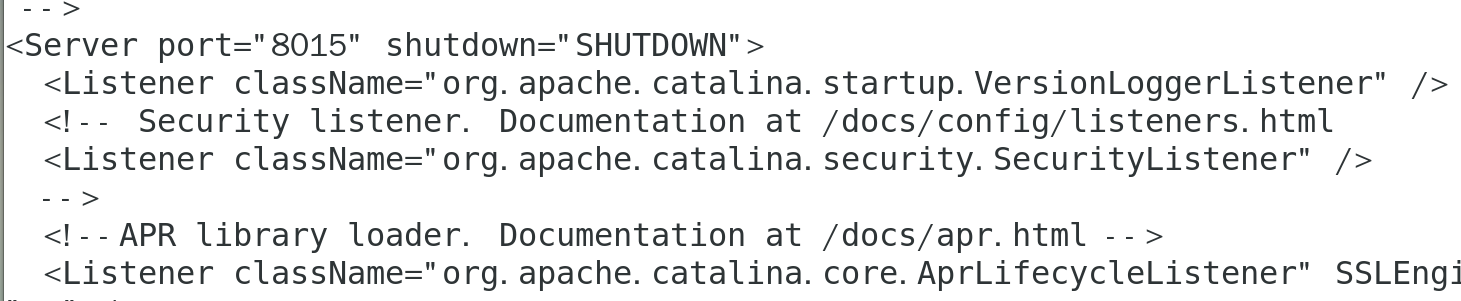 -->
<Server port="8015" shutdown="SHUTDOWN">
<Listener className="org.apache.catalina.startup.VersionLoggerListener" />
<!-- Security listener. Documentation at /docs/config/listeners.html
<Listener className="org.apache.catalina.security.SecurityListener" />
-->
<!--APR library loader. Documentation at /docs/apr.html -->
<Listener className="org.apache.catalina.core.AprLifecycleListener" SSLEngi